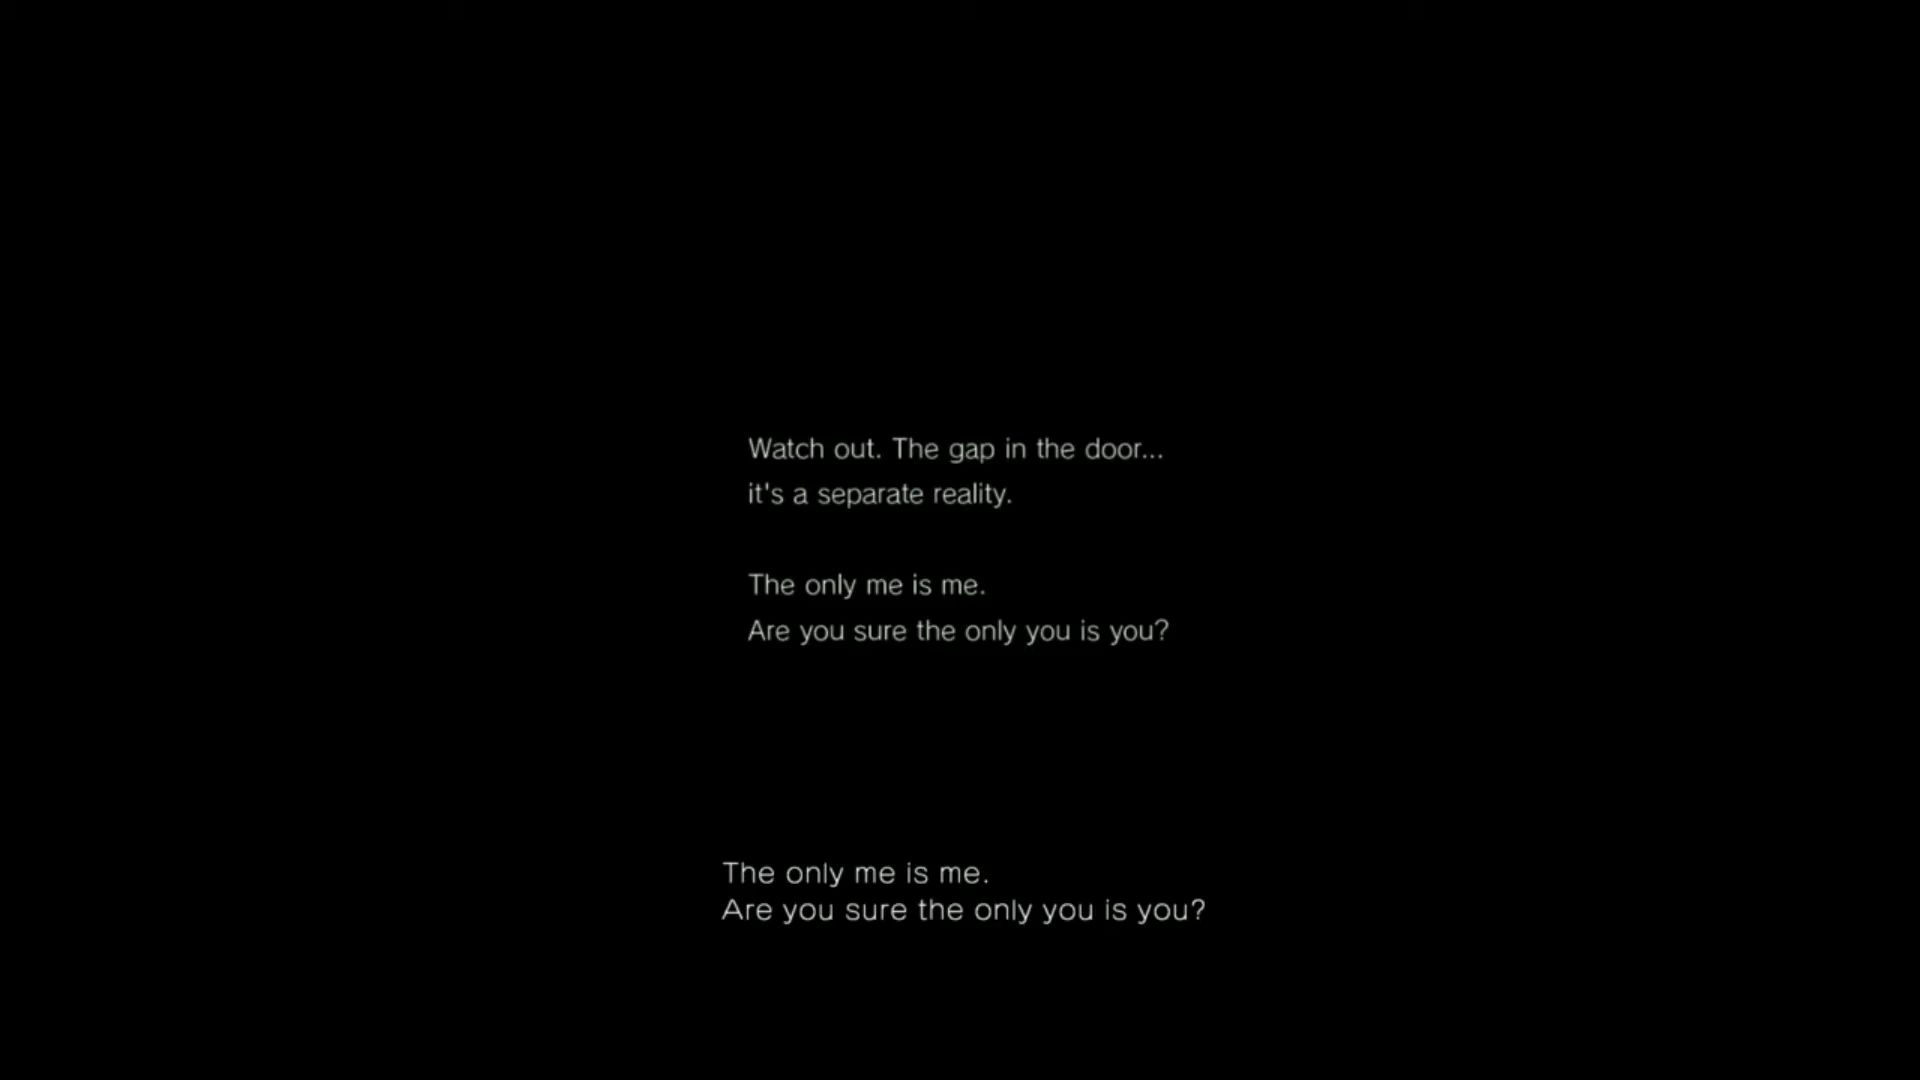 Watch out. The gap in the door...
it's a separate reality.
The only me is me.
Are you sure the only you is you?
The only me is me.
Are you sure the only you is you?